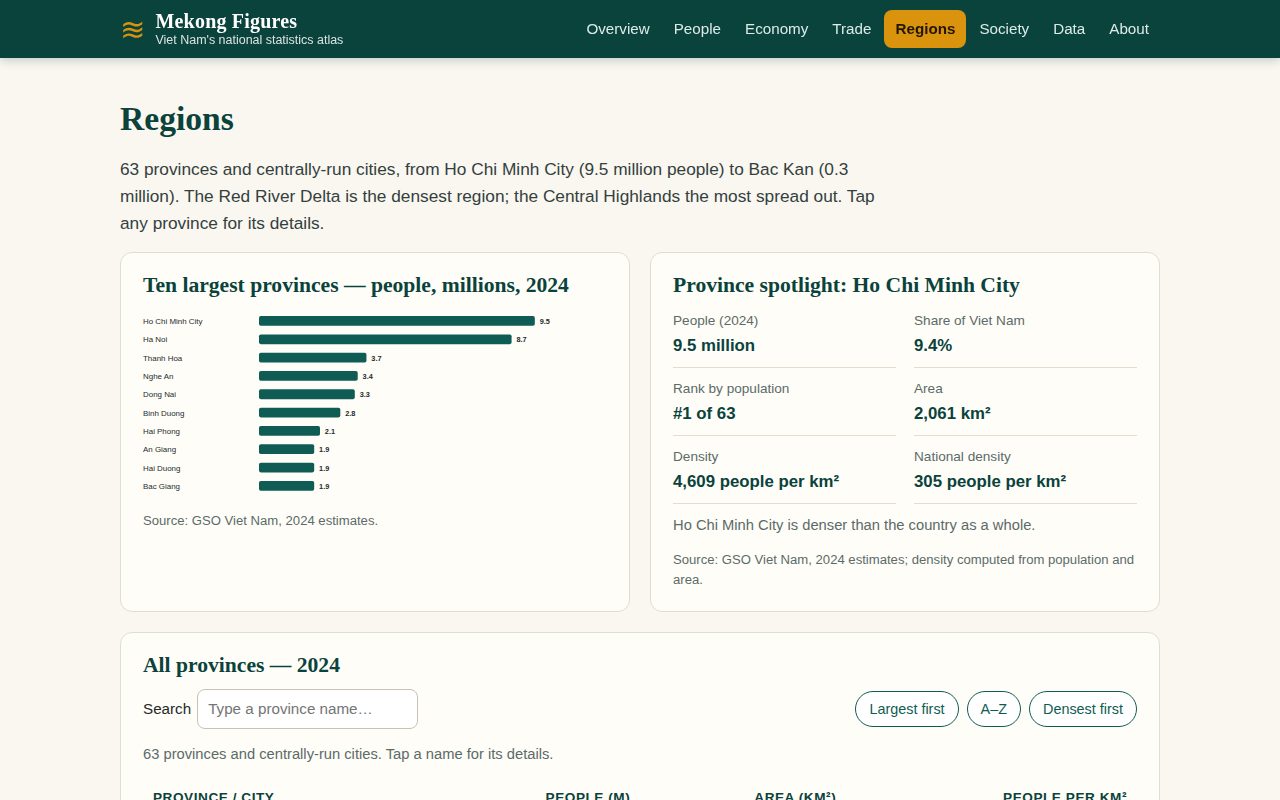 Mekong Figures
Viet Nam's national statistics atlas
Overview People Economy Trade Regions Society Data About
Regions
63 provinces and centrally-run cities, from Ho Chi Minh City (9.5 million people) to Bac Kan (0.3
million). The Red River Delta is the densest region; the Central Highlands the most spread out. Tap
any province for its details.
Ten largest provinces — people, millions, 2024
Ho Chi Minh City 9.5
Ha Noi 8.7
Thanh Hoa 3.7
Nghe An 3.4
Dong Nai 3.3
Binh Duong 2.8
Hai Phong 2.1
An Giang 1.9
Hai Duong 1.9
Bac Giang 1.9
Source: GSO Viet Nam, 2024 estimates.
Province spotlight: Ho Chi Minh City
People (2024) Share of Viet Nam
9.5 million 9.4%
Rank by population Area
#1 of 63 2,061 km²
Density National density
4,609 people per km² 305 people per km²
Ho Chi Minh City is denser than the country as a whole.
Source: GSO Viet Nam, 2024 estimates; density computed from population and
area.
All provinces — 2024
Search Type a province name… Largest first A–Z Densest first
63 provinces and centrally-run cities. Tap a name for its details.
PROVINCE / CITY PEOPLE (M) AREA (KM²) PEOPLE PER KM²